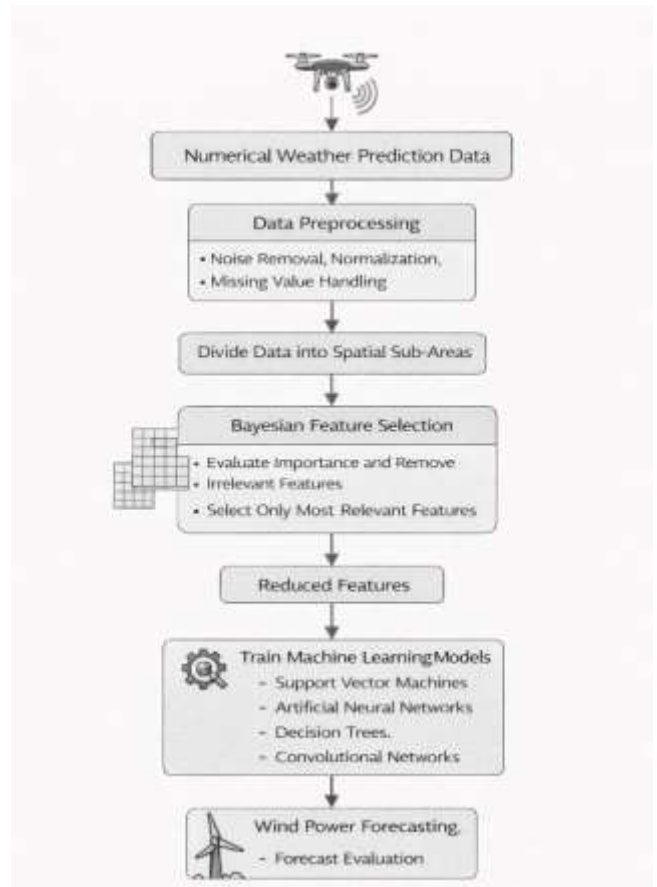 Numerical Weather Prediction Data
Data Preprocessing
• Noise Removal, Normalization,
• Missing Value Handling
Divide Data into Spatial Sub-Areas
Bayesian Feature Selection
+ Evaluate Importance and Remove
+ Irrelevant Features
• Select Only Most Relevant Features
Reduced Features
Train Machine LearningModels
- Support Vector Machines
- Artificial Neural Networks
- Decision Trees.
- Convolutional Networks
Wind Power Forecasting,
- Forecast Evaluation